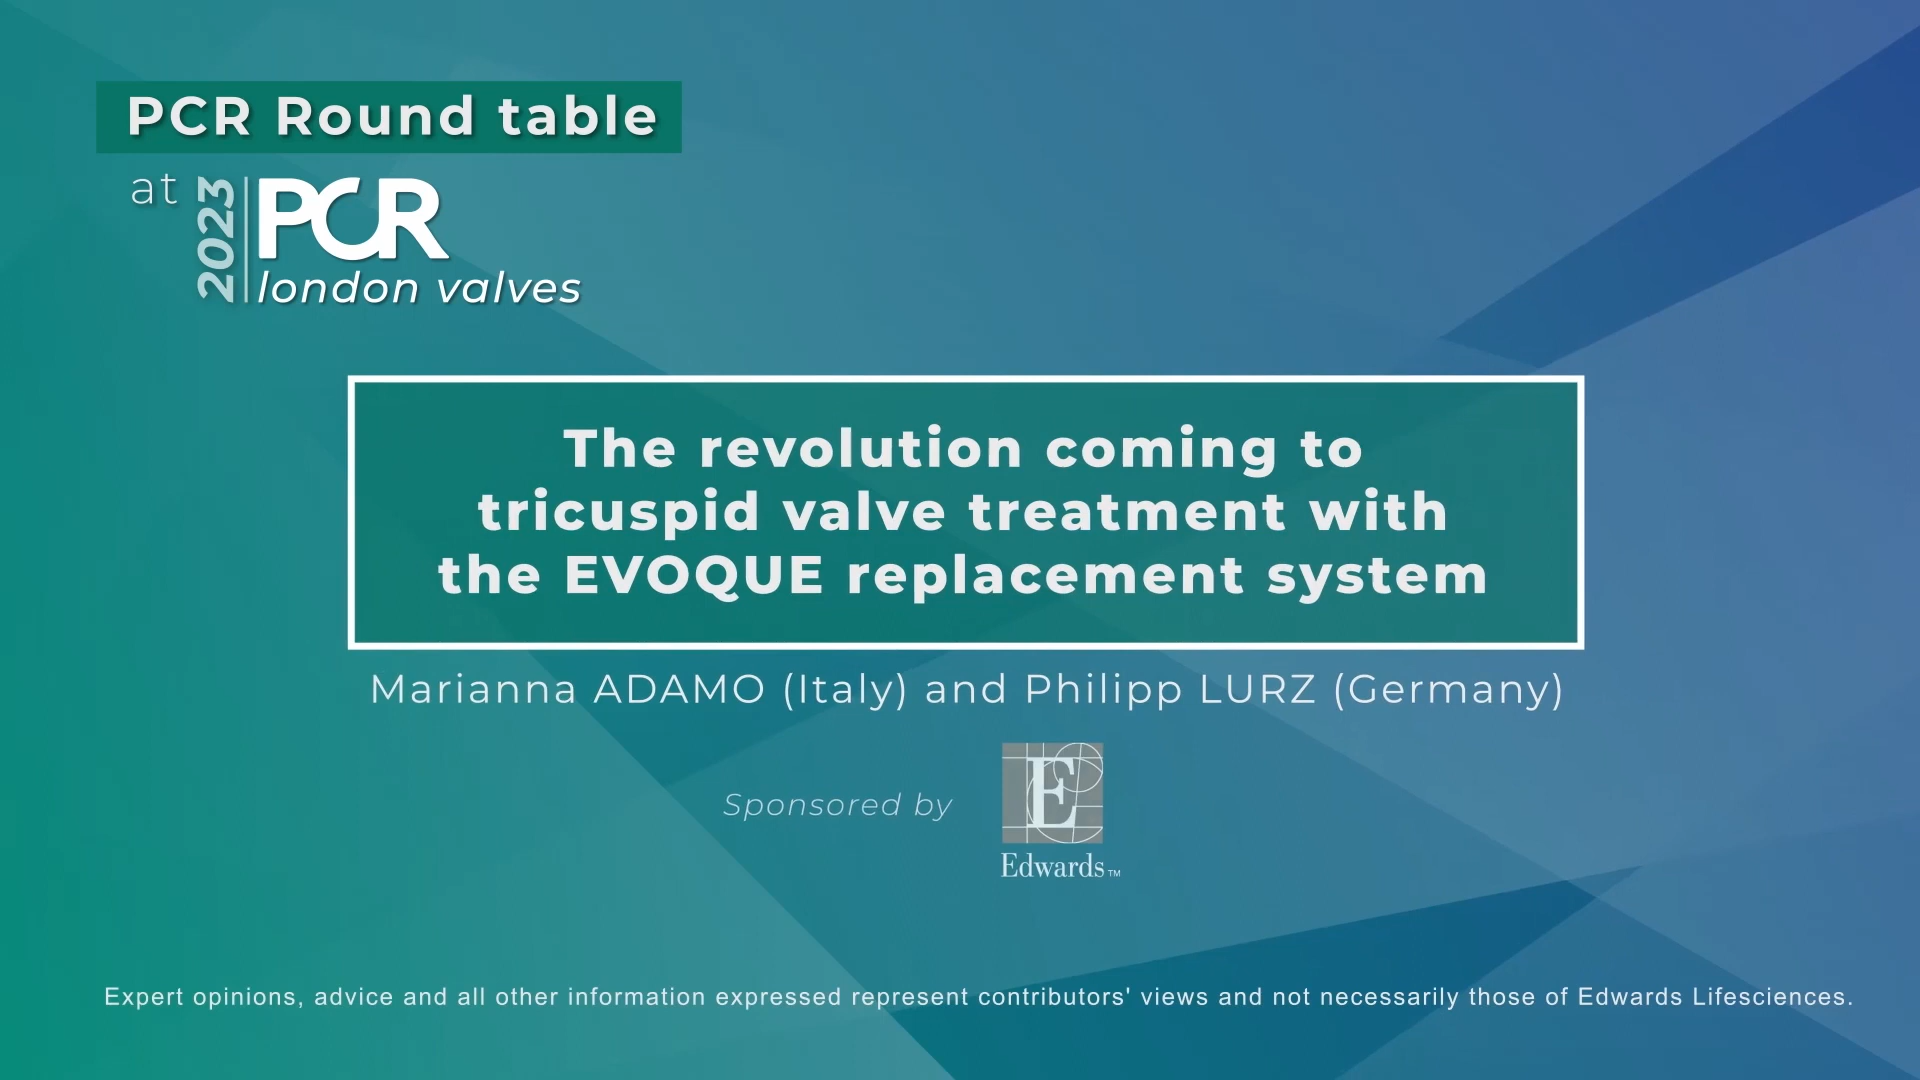 PCR Round table
at 2023 PCR
london valves
The revolution coming to
tricuspid valve treatment with
the EVOQUE replacement system
Marianna ADAMO (Italy) and Philipp LURZ (Germany)
Sponsored by
E
Edwards™
Expert opinions, advice and all other information expressed represent contributors' views and not necessarily those of Edwards Lifesciences.